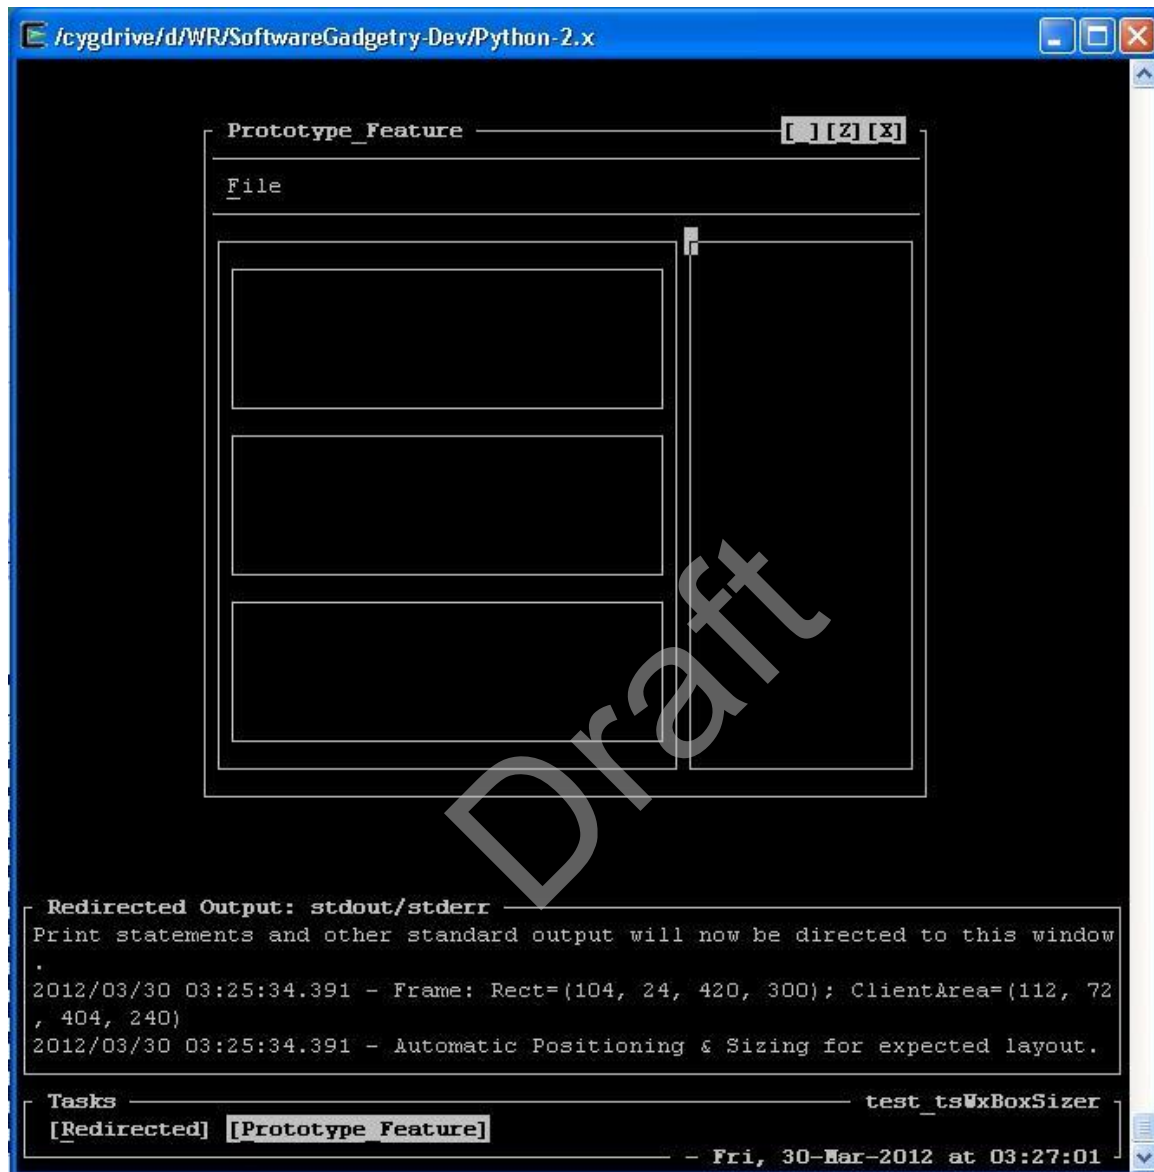 /cygdrive/d/WR/SoftwareGadgetry-Dev/Python-2.x
Prototype_Feature [_][Z][X]
File
Draft
Redirected Output: stdout/stderr
Print statements and other standard output will now be directed to this window
.
2012/03/30 03:25:34.391 - Frame: Rect=(104, 24, 420, 300); ClientArea=(112, 72
, 404, 240)
2012/03/30 03:25:34.391 - Automatic Positioning & Sizing for expected layout.
Tasks test_tsWxBoxSizer
[Redirected] [Prototype_Feature]
- Fri, 30-Mar-2012 at 03:27:01